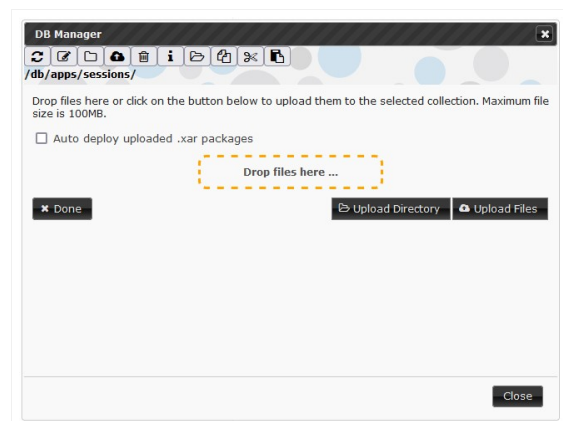 DB Manager
/db/apps/sessions/
Drop files here or click on the button below to upload them to the selected collection. Maximum file
size is 100MB.
Auto deploy uploaded .xar packages
Drop files here ...
Done
Upload Directory
Upload Files
Close